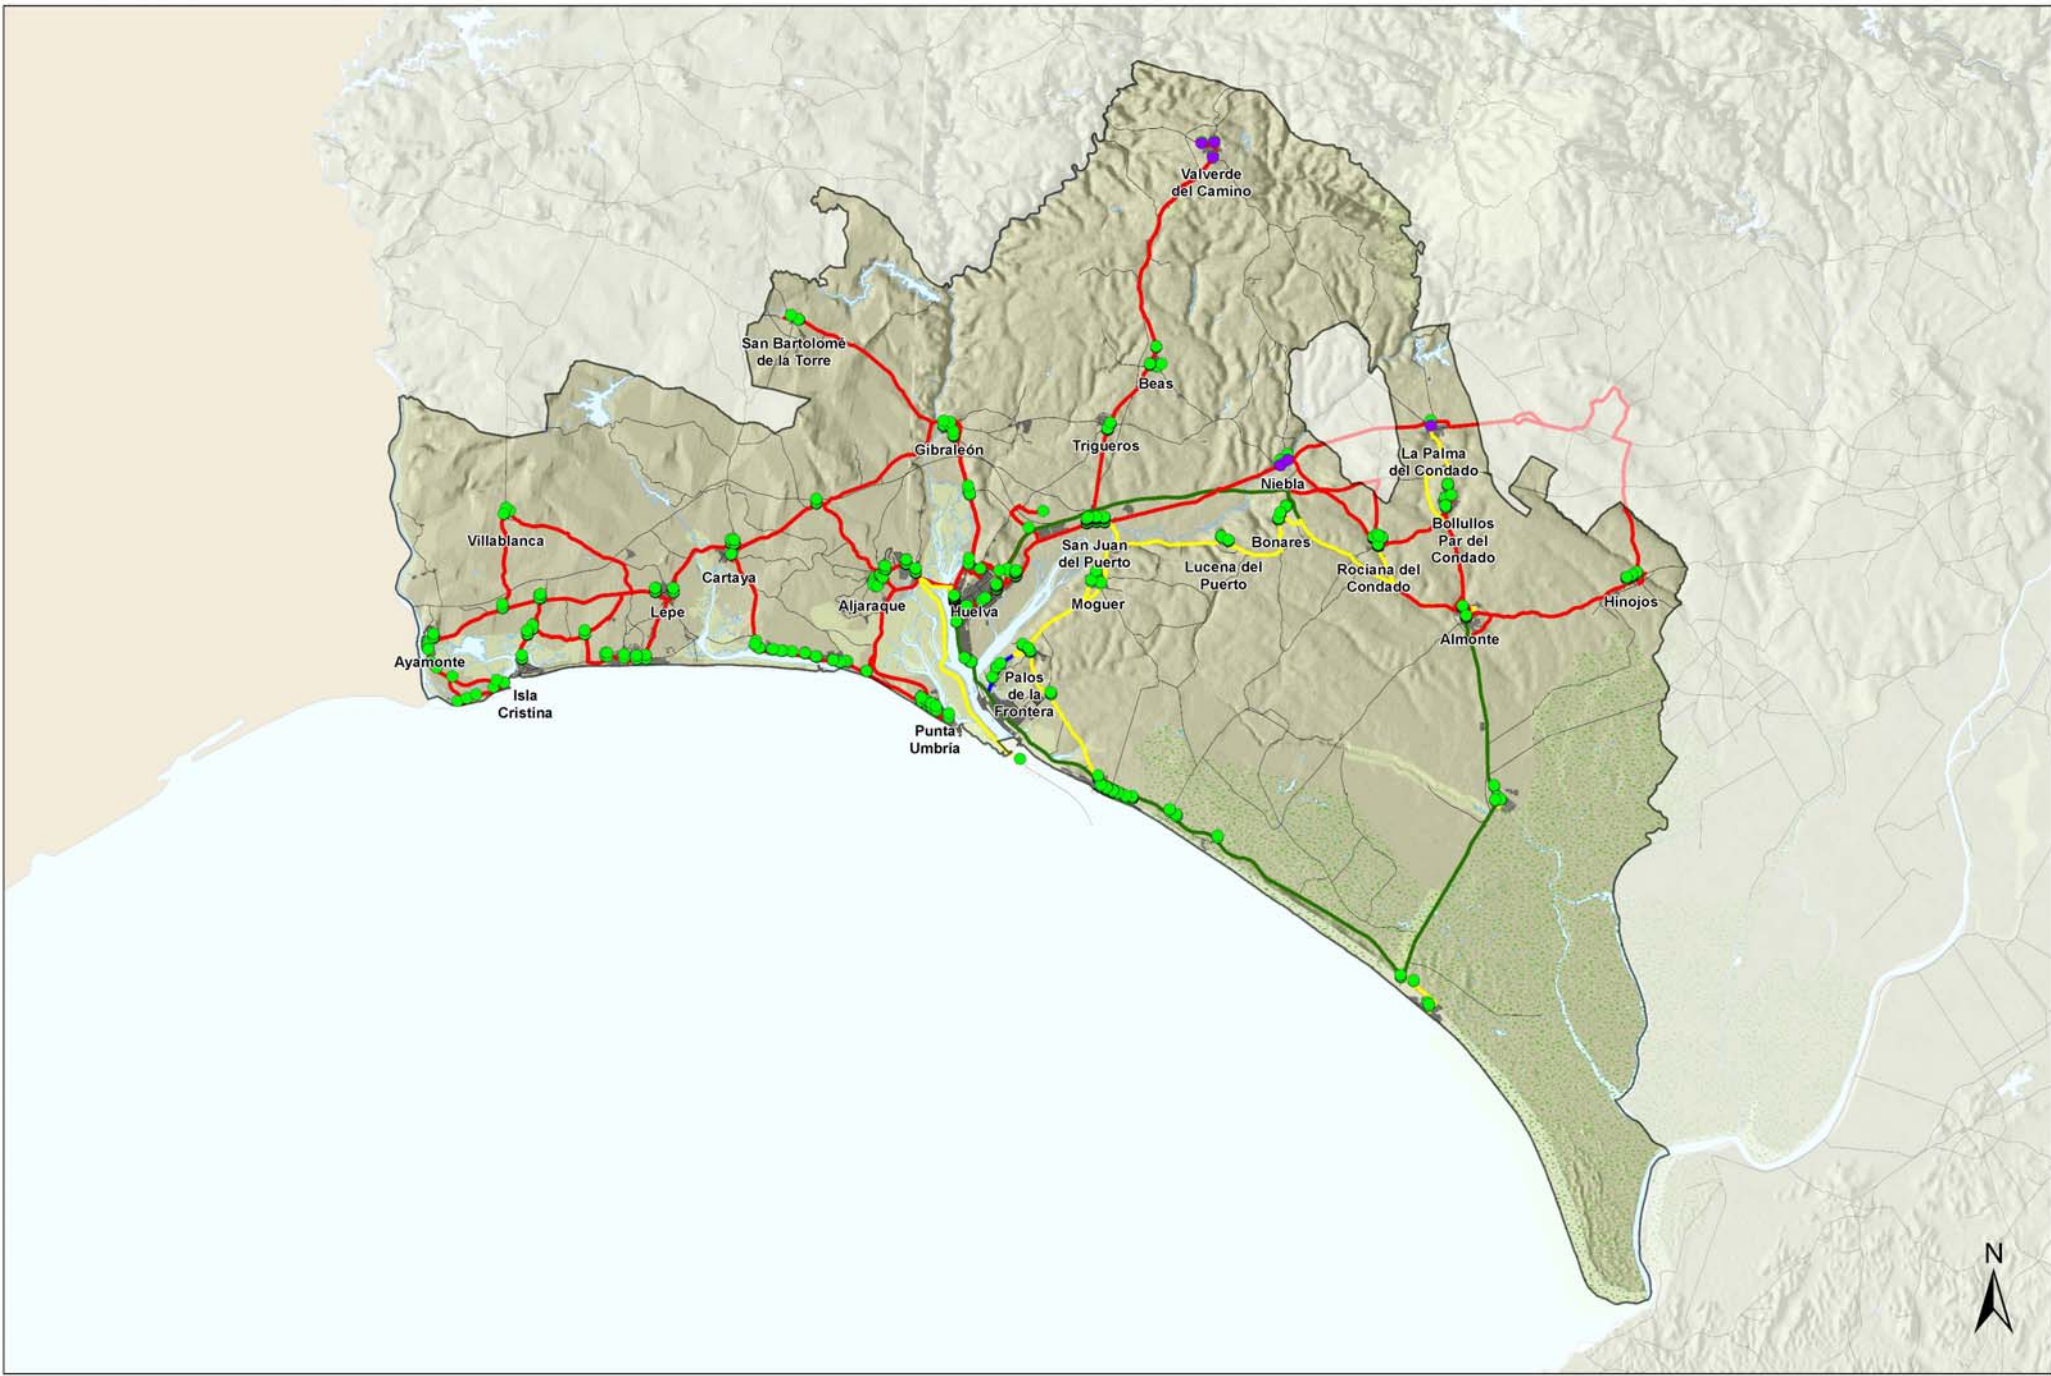 Valverde
del Camino
San Bartolomé
de la Torre
Beas
Gibraleón
Trigueros
La Palma
del Condado
Niebla
Villablanca
San Juan
del Puerto
Bonares
Bollullos
Par del
Condado
Cartaya
Lucena del
Puerto
Rociana del
Condado
Lepe
Aljaraque
Huelva
Moguer
Hinojos
Almonte
Ayamonte
Isla
Cristina
Palos
de la
Frontera
Punta
Umbría
N